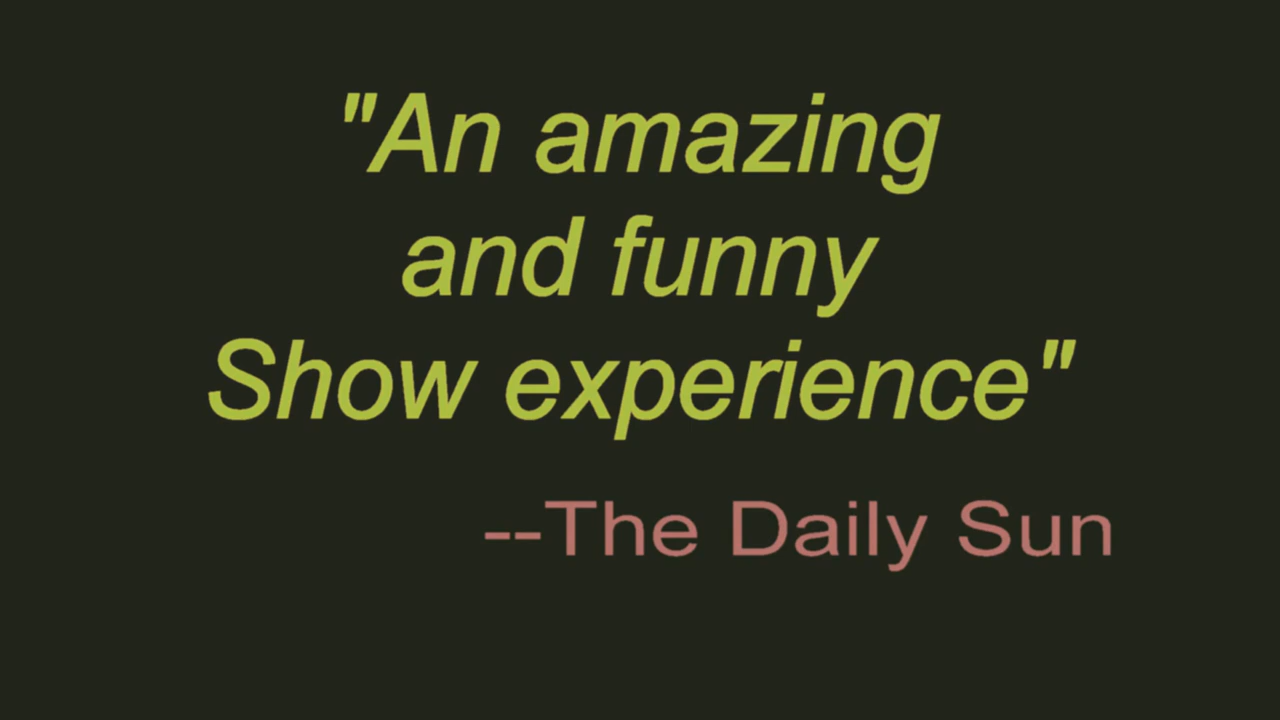 "An amazing
and funny
Show experience"
--The Daily Sun